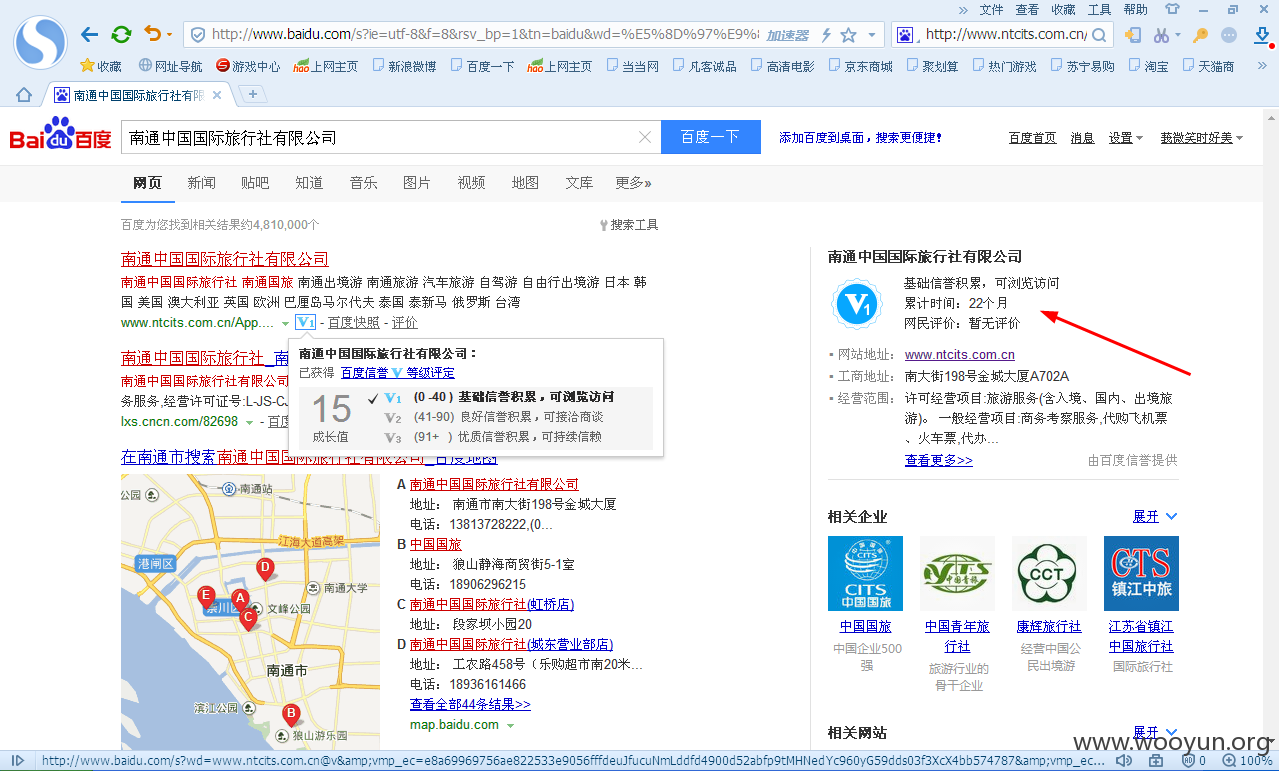 » 文件 查看 收藏 工具 帮助
http://www.baidu.com/s?ie=utf-8&f=8&rsv_bp=1&tn=baidu&wd=%E5%8D%97%E9% 加速器
http://www.ntcits.com.cn/
收藏 网址导航 游戏中心 hao上网主页 新浪微博 百度一下 hao上网主页 当当网 凡客诚品 高清电影 京东商城 聚划算 热门游戏 苏宁易购 淘宝 天猫商 »
南通中国国际旅行社有限
Bai du 百度
南通中国国际旅行社有限公司
百度一下
添加百度到桌面，搜索更便捷！
百度首页 消息 设置 莪微笑时好美
网页 新闻 贴吧 知道 音乐 图片 视频 地图 文库 更多»
百度为您找到相关结果约4,810,000个
搜索工具
南通中国国际旅行社有限公司
南通中国国际旅行社 南通国旅 南通出境游 南通旅游 汽车旅游 自驾游 自由行出境游 日本 韩
国 美国 澳大利亚 英国 欧洲 巴厘岛马尔代夫 泰国 泰新马 俄罗斯 台湾
www.ntcits.com.cn/App.... V1 - 百度快照 - 评价
南通中国国际旅行社有限公司：
已获得 百度信誉 V 等级评定
15
成长值
V1 (0 -40 ) 基础信誉积累，可浏览访问
V2 (41-90) 良好信誉积累，可接洽商谈
V3 (91+ ) 优质信誉积累，可持续信赖
南通中国国际旅行社_南
南通中国国际旅行社有限公司
务服务,经营许可证号:L-JS-CJ
lxs.cncn.com/82698 - 百度
在南通市搜索南通中国国际旅行社有限公司_百度地图
公园
南通站
江海大道高架
港闸区
南通大学
崇川区
文峰公园
南通市
滨江公园
狼山游乐园
D
E
A
C
B
A 南通中国国际旅行社有限公司
地址： 南通市南大街198号金城大厦
电话：13813728222,(0...
B 中国国旅
地址： 狼山静海商贸街5-1室
电话：18906296215
C 南通中国国际旅行社(虹桥店)
地址： 段家坝小园20
D 南通中国国际旅行社(城东营业部店)
地址： 工农路458号（乐购超市南20米...
电话：18936161466
查看全部44条结果>>
map.baidu.com
南通中国国际旅行社有限公司
V1
基础信誉积累，可浏览访问
累计时间：22个月
网民评价：暂无评价
网站地址： www.ntcits.com.cn
工商地址： 南大街198号金城大厦A702A
经营范围： 许可经营项目:旅游服务(含入境、国内、出境旅
游)。 一般经营项目:商务考察服务,代购飞机票
、火车票,代办...
查看更多>>
由百度信誉提供
相关企业
展开
CITS
中国国旅
中国青旅
CCT
CTS
镇江中旅
中国国旅
中国企业500
强
中国青年旅
行社
旅游行业的
骨干企业
康辉旅行社
经营中国公
民出境游
江苏省镇江
中国旅行社
国际旅行社
相关网站
展开
www.wooyun.org
http://www.baidu.com/s?wd=www.ntcits.com.cn@v&amp;vmp_ec=e8a69969756ae822533e9056fffdeuJfucuNmLddfd4900d52abfp9tMHNedYc960yG59dds03f3XcX4bb574787&amp;vmp_ec...
0
100%